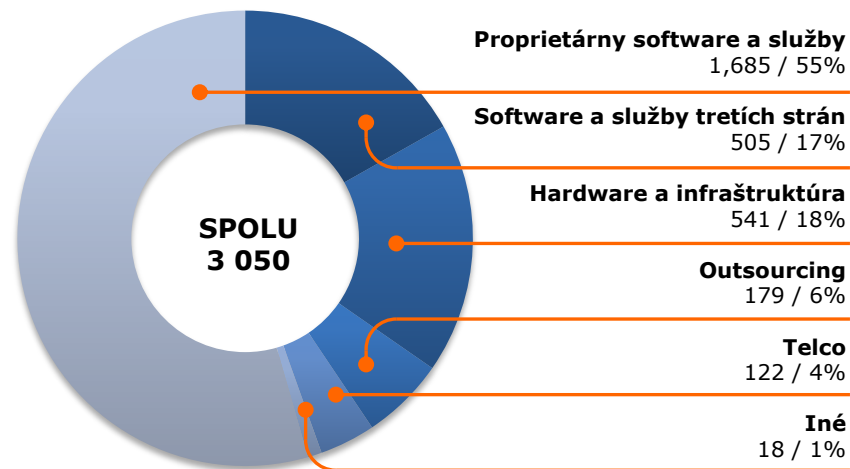 Proprietárny software a služby
1,685 / 55%
Software a služby tretích strán
505 / 17%
Hardware a infraštruktúra
541 / 18%
SPOLU
3 050
Outsourcing
179 / 6%
Telco
122 / 4%
Iné
18 / 1%